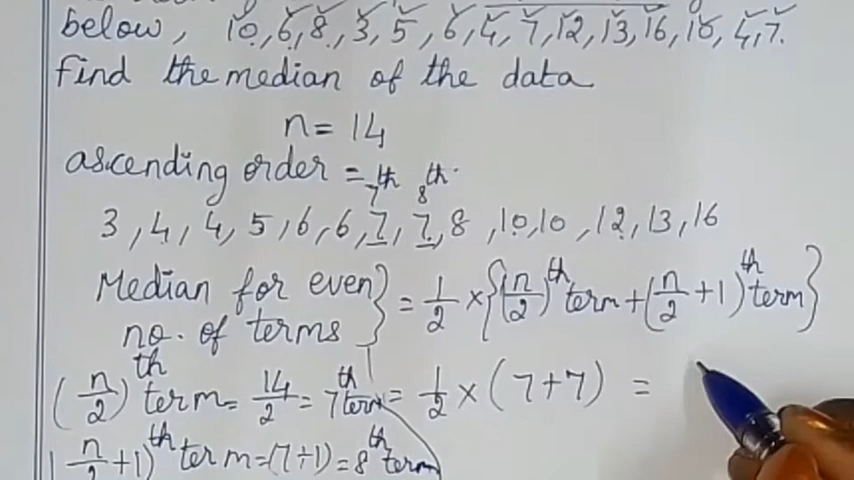 below, 10, 6, 8, 3, 5, 6, 4, 7, 12, 13, 16, 10, 4, 7.
find the median of the data
n = 14
ascending order =
7th 8th
3, 4, 4, 5, 6, 6, 7, 7, 8, 10, 10, 12, 13, 16
Median for even no. of terms } = 1/2 × {(n/2)th term + (n/2 + 1)th term}
(n/2)th term = 14/2 = 7th term = 1/2 × (7+7) =
(n/2 + 1)th term = (7+1) = 8th term